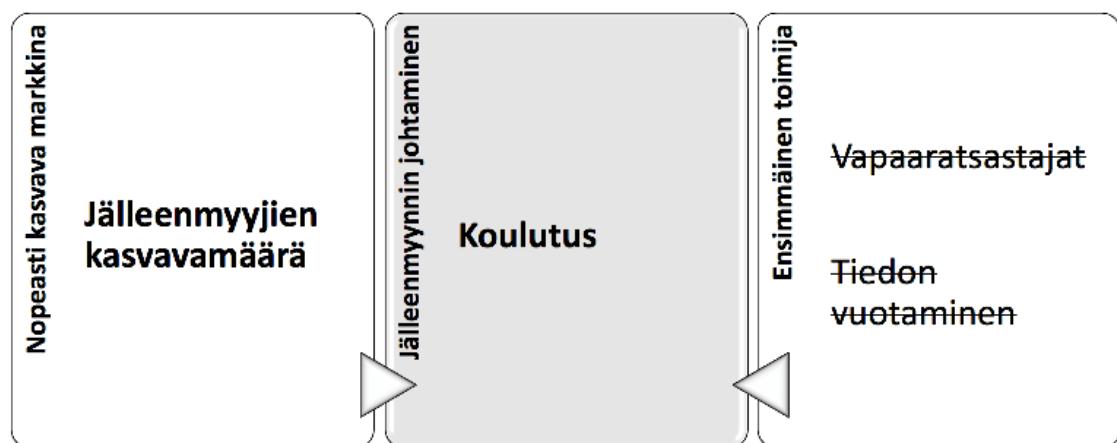 Nopeasti kasvava markkina
Jälleenmyyjien
kasvavamäärä
Jälleenmyynnin johtaminen
Koulutus
Ensimmäinen toimija
Vapaaratsastajat
Tiedon
vuotaminen